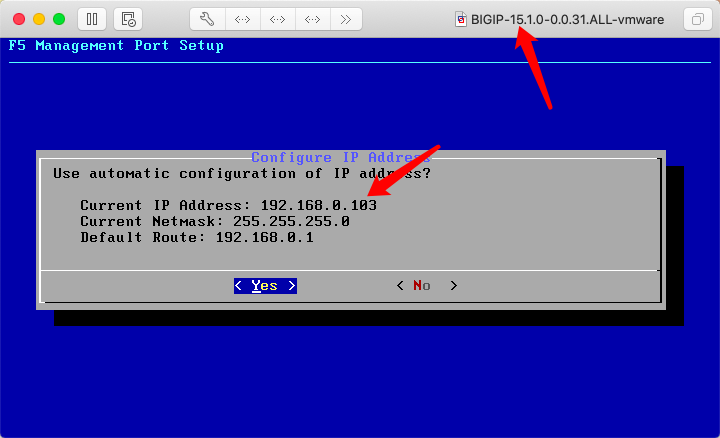 BIGIP-15.1.0-0.0.31.ALL-vmware
F5 Management Port Setup
Configure IP Address
Use automatic configuration of IP address?
Current IP Address: 192.168.0.103
Current Netmask: 255.255.255.0
Default Route: 192.168.0.1
< Yes > < No >